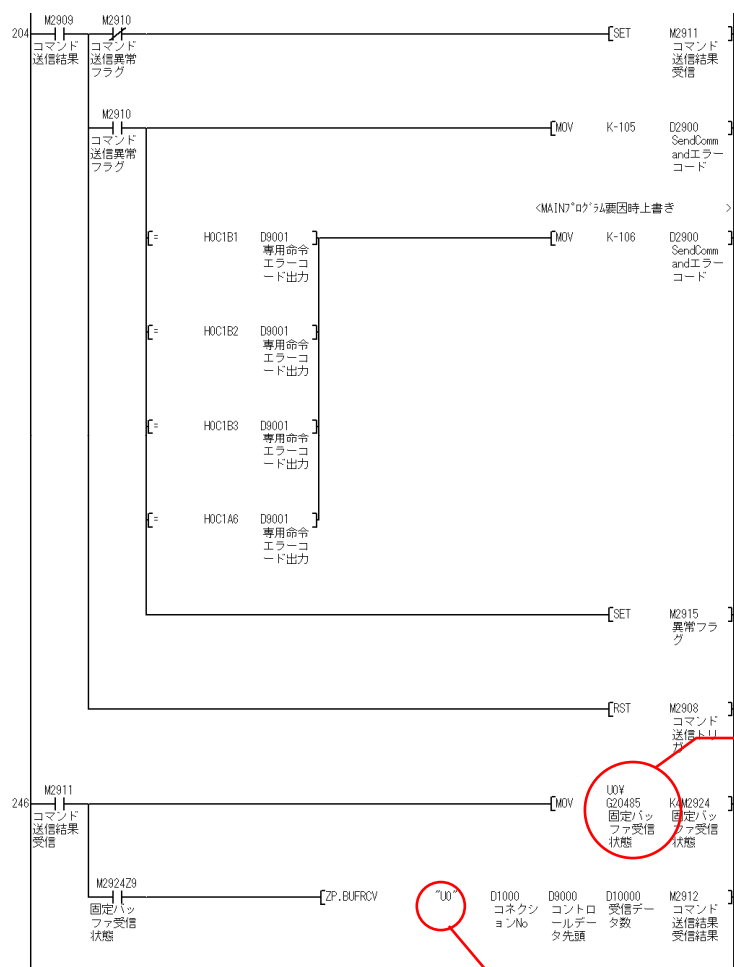 M2909 M2910
204 SET M2911
コマンド 送信結果
コマンド 送信異常 フラグ
コマンド 送信結果 受信
M2910
コマンド 送信異常 フラグ
MOV K-105 D2900
SendComm andエラー コード
<MAINﾌﾟﾛｸﾞﾗﾑ要因時上書き >
= H0C1B1 D9001 MOV K-106 D2900
専用命令 エラーコ ード出力
SendComm andエラー コード
= H0C1B2 D9001
専用命令
エラーコ
ード出力
= H0C1B3 D9001
専用命令
エラーコ
ード出力
= H0C1A6 D9001
専用命令
エラーコ
ード出力
SET M2915
異常フラ
グ
RST M2908
コマンド
送信トリ
ガ
M2911 U0¥
246 MOV G20485 K4M2924
コマンド 送信結果 受信
固定バッ ファ受信 状態
固定バッ ファ受信 状態
M2924Z9
固定バッ ファ受信 状態
ZP.BUFRCV "U0" D1000 D9000 D10000 M2912
コネクシ ョンNo
コントロ ールデー タ先頭
受信デー タ数
コマンド 送信結果 受信結果